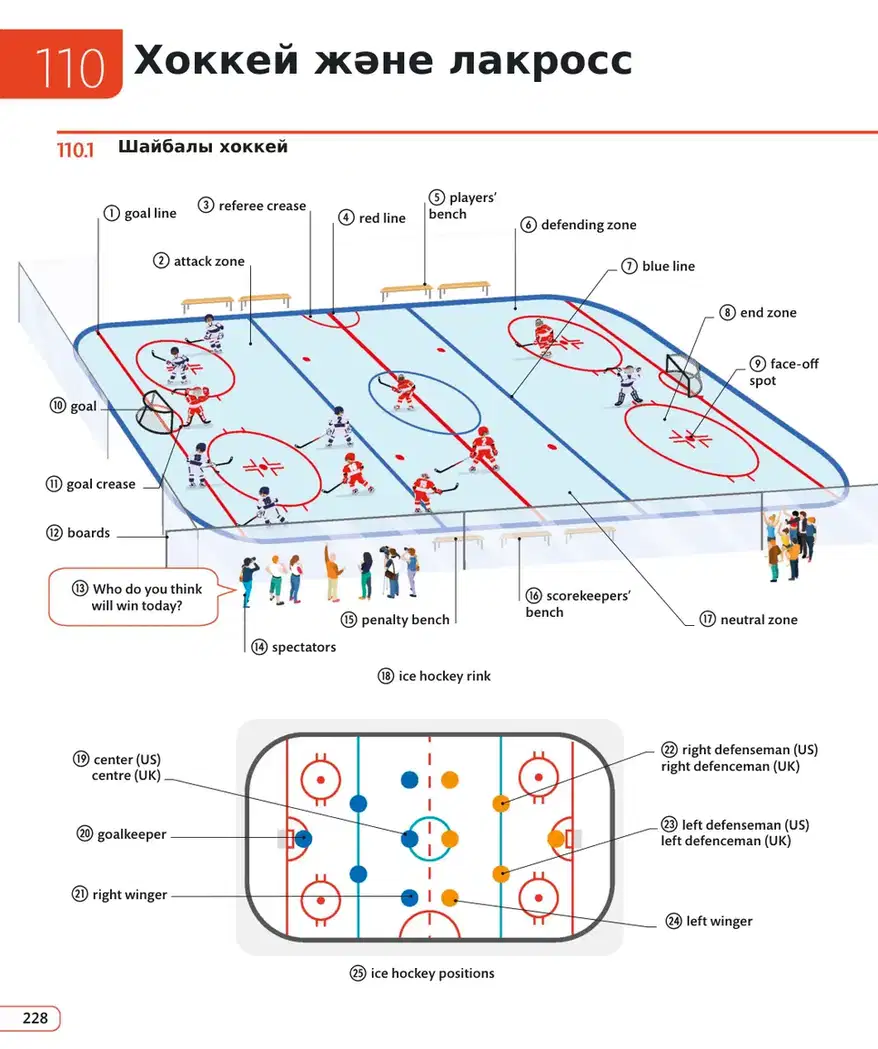 110
Хоккей және лакросс
110.1 Шайбалы хоккей
① goal line
② attack zone
③ referee crease
④ red line
⑤ players’
bench
⑥ defending zone
⑦ blue line
⑧ end zone
⑨ face-off
spot
⑩ goal
⑪ goal crease
⑫ boards
⑬ Who do you think
will win today?
⑭ spectators
⑮ penalty bench
⑯ scorekeepers’
bench
⑰ neutral zone
⑱ ice hockey rink
⑲ center (US)
centre (UK)
⑳ goalkeeper
㉑ right winger
㉒ right defenseman (US)
right defenceman (UK)
㉓ left defenseman (US)
left defenceman (UK)
㉔ left winger
㉕ ice hockey positions
228